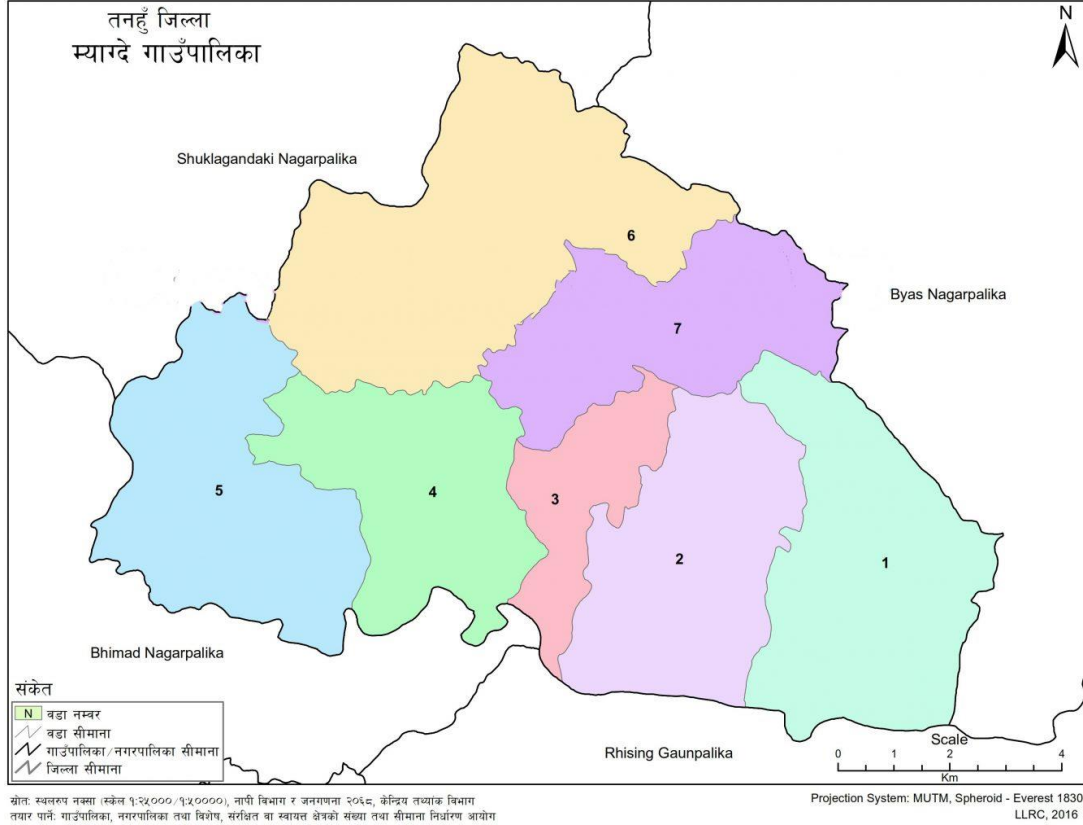 तनहुँ जिल्ला
म्याग्दे गाउँपालिका
N
Shuklagandaki Nagarpalika
6
Byas Nagarpalika
7
5
4
3
2
1
Bhimad Nagarpalika
Rhising Gaunpalika
संकेत
N वडा नम्वर
वडा सीमाना
गाउँपालिका/नगरपालिका सीमाना
जिल्ला सीमाना
Scale
0 1 2 4
Km
स्रोत: स्थलरुप नक्सा (स्केल १:२५०००/१:५००००), नापी विभाग र जनगणना २०६८, केन्द्रिय तथ्यांक विभाग
तयार पार्ने: गाउँपालिका, नगरपालिका तथा विशेष, संरक्षित वा स्वायत्त क्षेत्रको संख्या तथा सीमाना निर्धारण आयोग
Projection System: MUTM, Spheroid - Everest 1830
LLRC, 2016